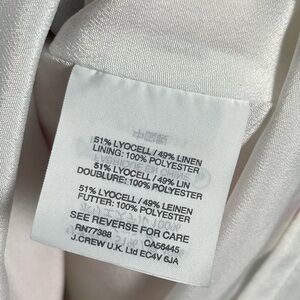 51% LYOCELL / 49% LINEN
LINING: 100% POLYESTER
51% LYOCELL / 49% LIN
DOUBLURE: 100% POLYESTER
51% LYOCELL / 49% LEINEN
FUTTER: 100% POLYESTER
SEE REVERSE FOR CARE
RN77388 CA56445
J.CREW U.K. Ltd EC4V 6JA